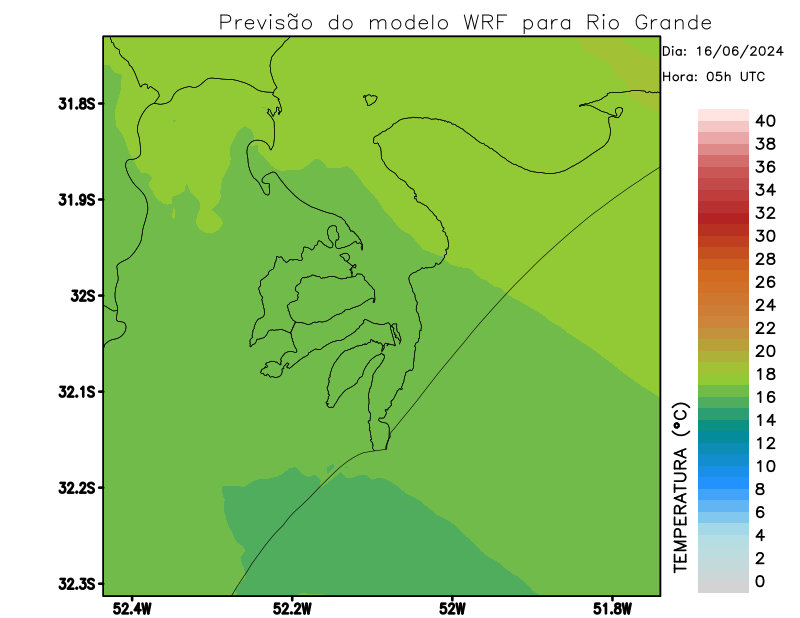 Previsão do modelo WRF para Rio Grande
Dia: 16/06/2024
Hora: 05h UTC
31.8S
31.9S
32S
32.1S
32.2S
32.3S
52.4W
52.2W
52W
51.8W
TEMPERATURA (°C)
40
38
36
34
32
30
28
26
24
22
20
18
16
14
12
10
8
6
4
2
0